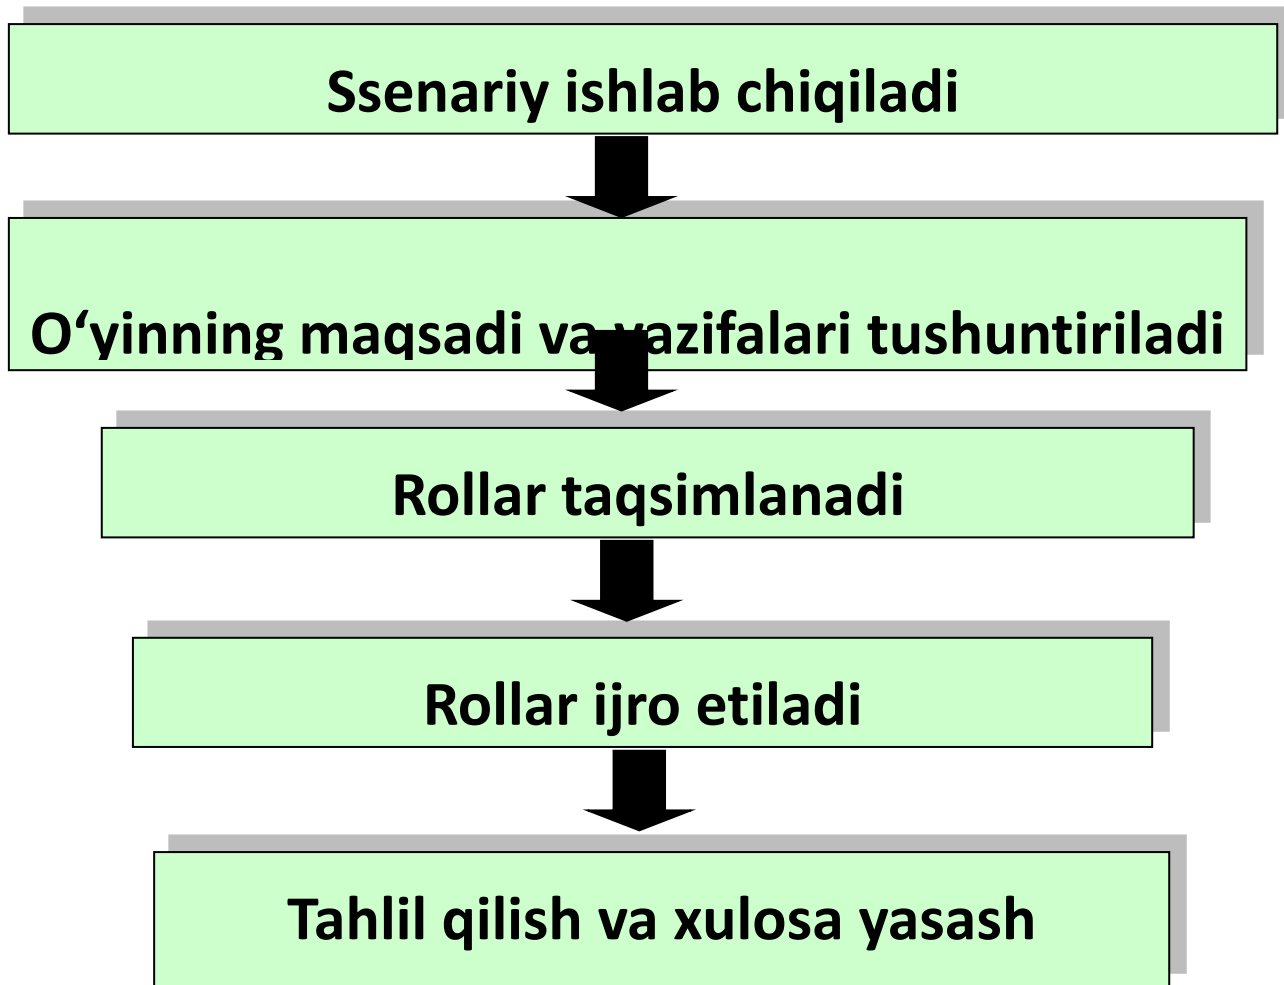 Ssenariy ishlab chiqiladi
O‘yinning maqsadi va vazifalari tushuntiriladi
Rollar taqsimlanadi
Rollar ijro etiladi
Tahlil qilish va xulosa yasash